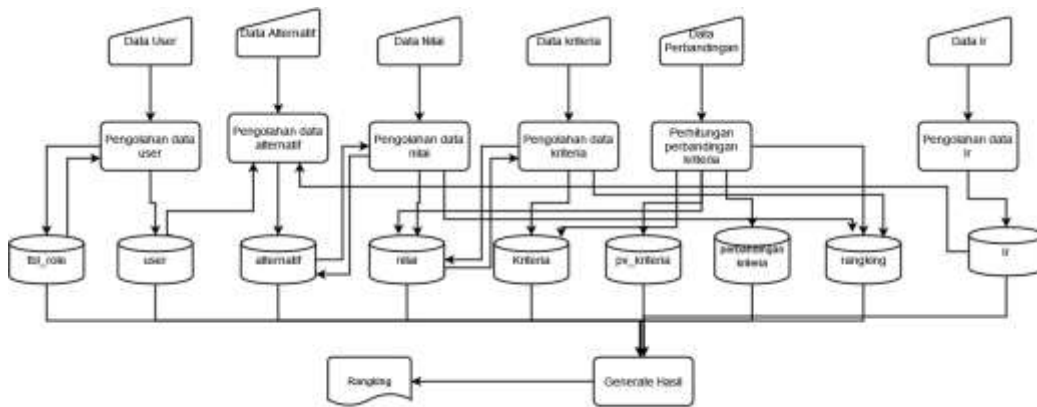 Data User
Data Alternatif
Data Nilai
Data kriteria
Data
Perbandingan
Data Ir
Pengolahan data
user
Pengolahan data
alternatif
Pengolahan data
nilai
Pengolahan data
kriteria
Perhitungan
perbandingan
kriteria
Pengolahan data
Ir
tbl_role
user
alternatif
nilai
Kriteria
pv_kriteria
perbandingan
kriteria
rangking
Ir
Rangking
Generate Hasil